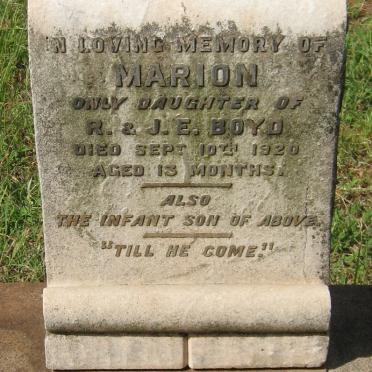 IN LOVING MEMORY OF
MARION
ONLY DAUGHTER OF
R. & J. E. BOYD
DIED SEPT 10TH 1920
AGED 13 MONTHS.
ALSO
THE INFANT SON OF ABOVE.
"TILL HE COME."